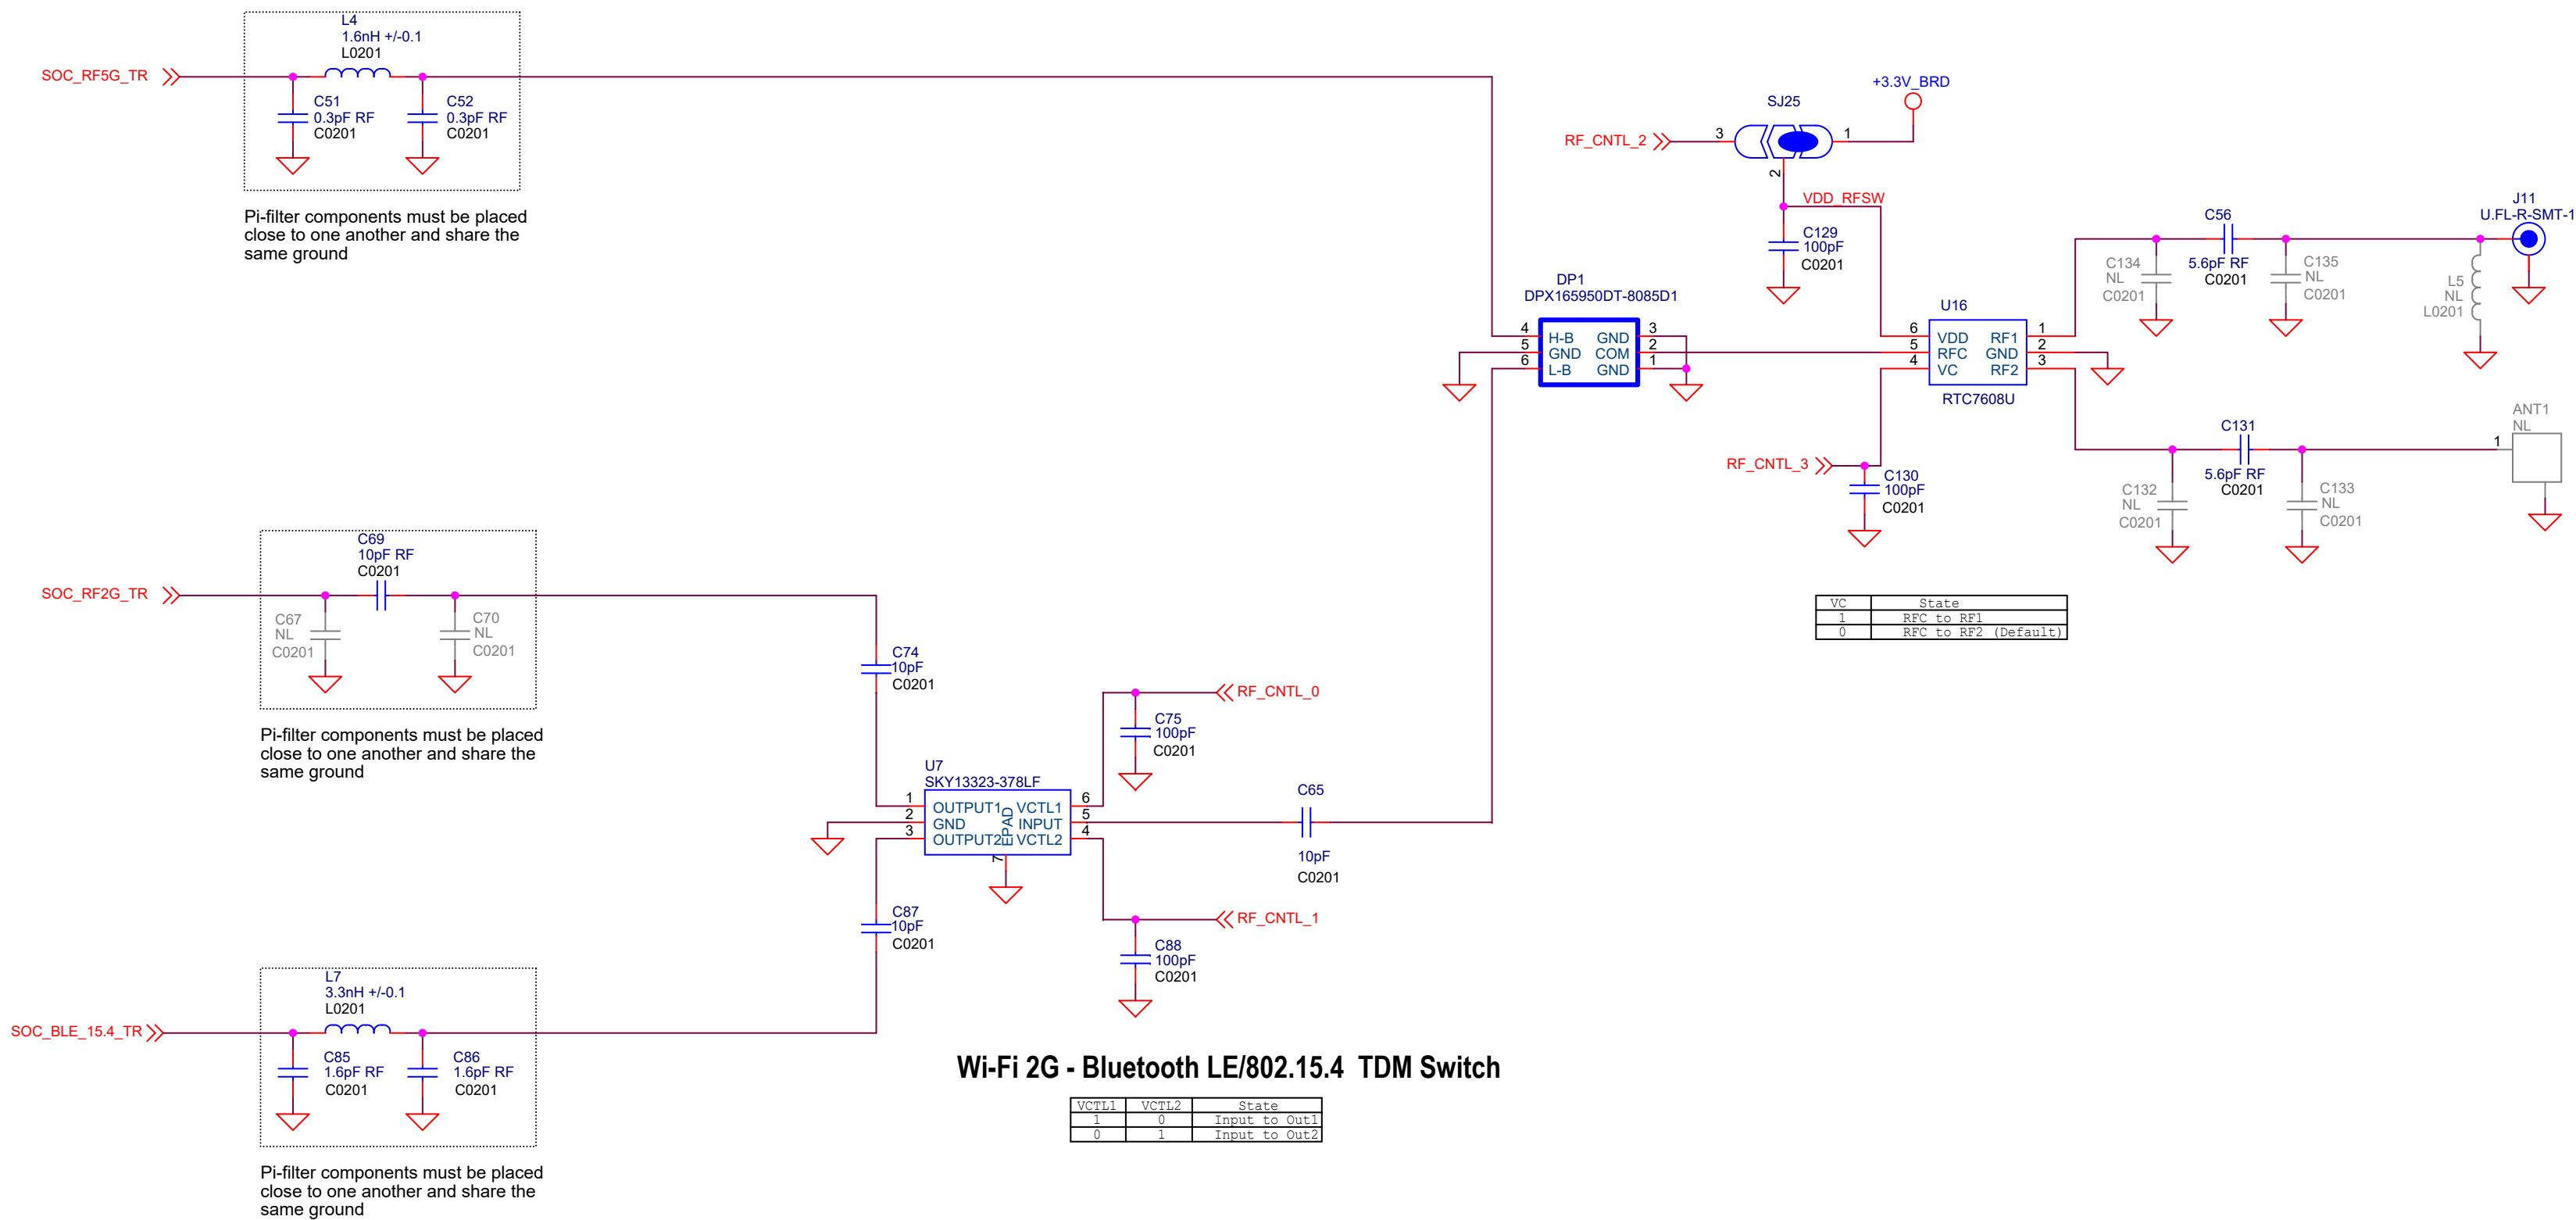 L4
1.6nH +/-0.1
L0201
SOC_RF5G_TR
C51
0.3pF RF
C0201
C52
0.3pF RF
C0201
Pi-filter components must be placed
close to one another and share the
same ground
+3.3V_BRD
SJ25
RF_CNTL_2
3
1
2
VDD_RFSW
C129
100pF
C0201
DP1
DPX165950DT-8085D1
4
5
6
H-B
GND
L-B
GND
COM
GND
3
2
1
U16
6
5
4
VDD
RFC
VC
RF1
GND
RF2
1
2
3
RTC7608U
C134
NL
C0201
C56
5.6pF RF
C0201
C135
NL
C0201
L5
NL
L0201
J11
U.FL-R-SMT-1
RF_CNTL_3
C130
100pF
C0201
C132
NL
C0201
C131
5.6pF RF
C0201
C133
NL
C0201
ANT1
NL
1
VC State
1 RFC to RF1
0 RFC to RF2 (Default)
C69
10pF RF
C0201
SOC_RF2G_TR
C67
NL
C0201
C70
NL
C0201
Pi-filter components must be placed
close to one another and share the
same ground
C74
10pF
C0201
RF_CNTL_0
C75
100pF
C0201
U7
SKY13323-378LF
1
2
3
OUTPUT1
GND
OUTPUT2
EPAD
VCTL1
INPUT
VCTL2
6
5
4
7
C65
10pF
C0201
C87
10pF
C0201
RF_CNTL_1
C88
100pF
C0201
L7
3.3nH +/-0.1
L0201
SOC_BLE_15.4_TR
C85
1.6pF RF
C0201
C86
1.6pF RF
C0201
Pi-filter components must be placed
close to one another and share the
same ground
Wi-Fi 2G - Bluetooth LE/802.15.4 TDM Switch
VCTL1 VCTL2 State
1 0 Input to Out1
0 1 Input to Out2